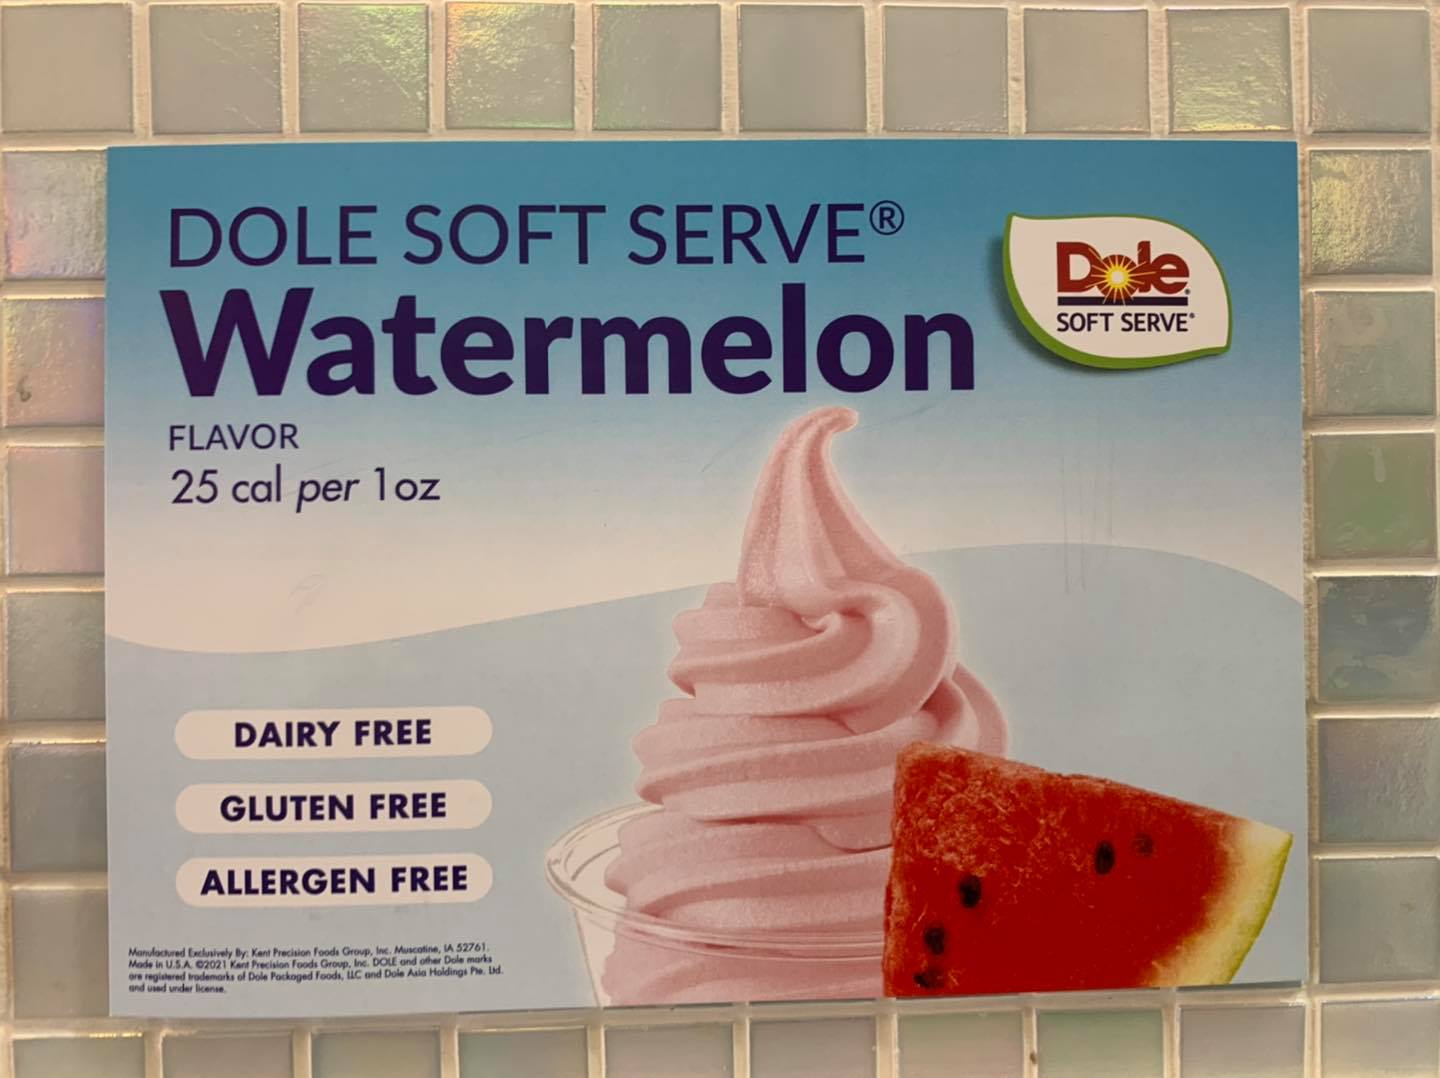 DOLE SOFT SERVE®
Watermelon
FLAVOR
25 cal per 1oz
Dole®
SOFT SERVE®
DAIRY FREE
GLUTEN FREE
ALLERGEN FREE
Manufactured Exclusively By: Kent Precision Foods Group, Inc. Muscatine, IA 52761.
Made in U.S.A. ©2021 Kent Precision Foods Group, Inc. DOLE and other Dole marks
are registered trademarks of Dole Packaged Foods, LLC and Dole Asia Holdings Pte. Ltd.
and used under license.